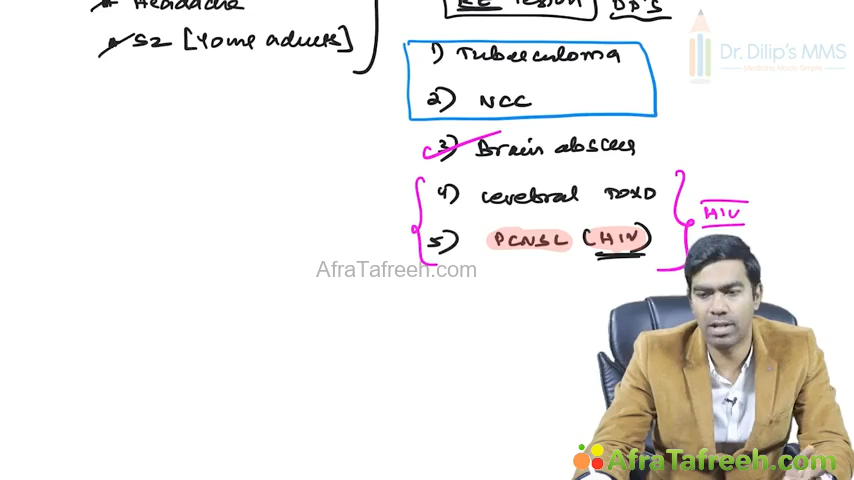 * Headache
RE lesion DD's
* SZ [Young adults]
1) Tuberculoma
2) NCC
3) Brain abscess
4) cerebral TOXO
5) PCNSL (HIV)
HIV
Dr. Dilip's MMS
Medicine Made Simple
AfraTafreeh.com
AfraTafreeh.com